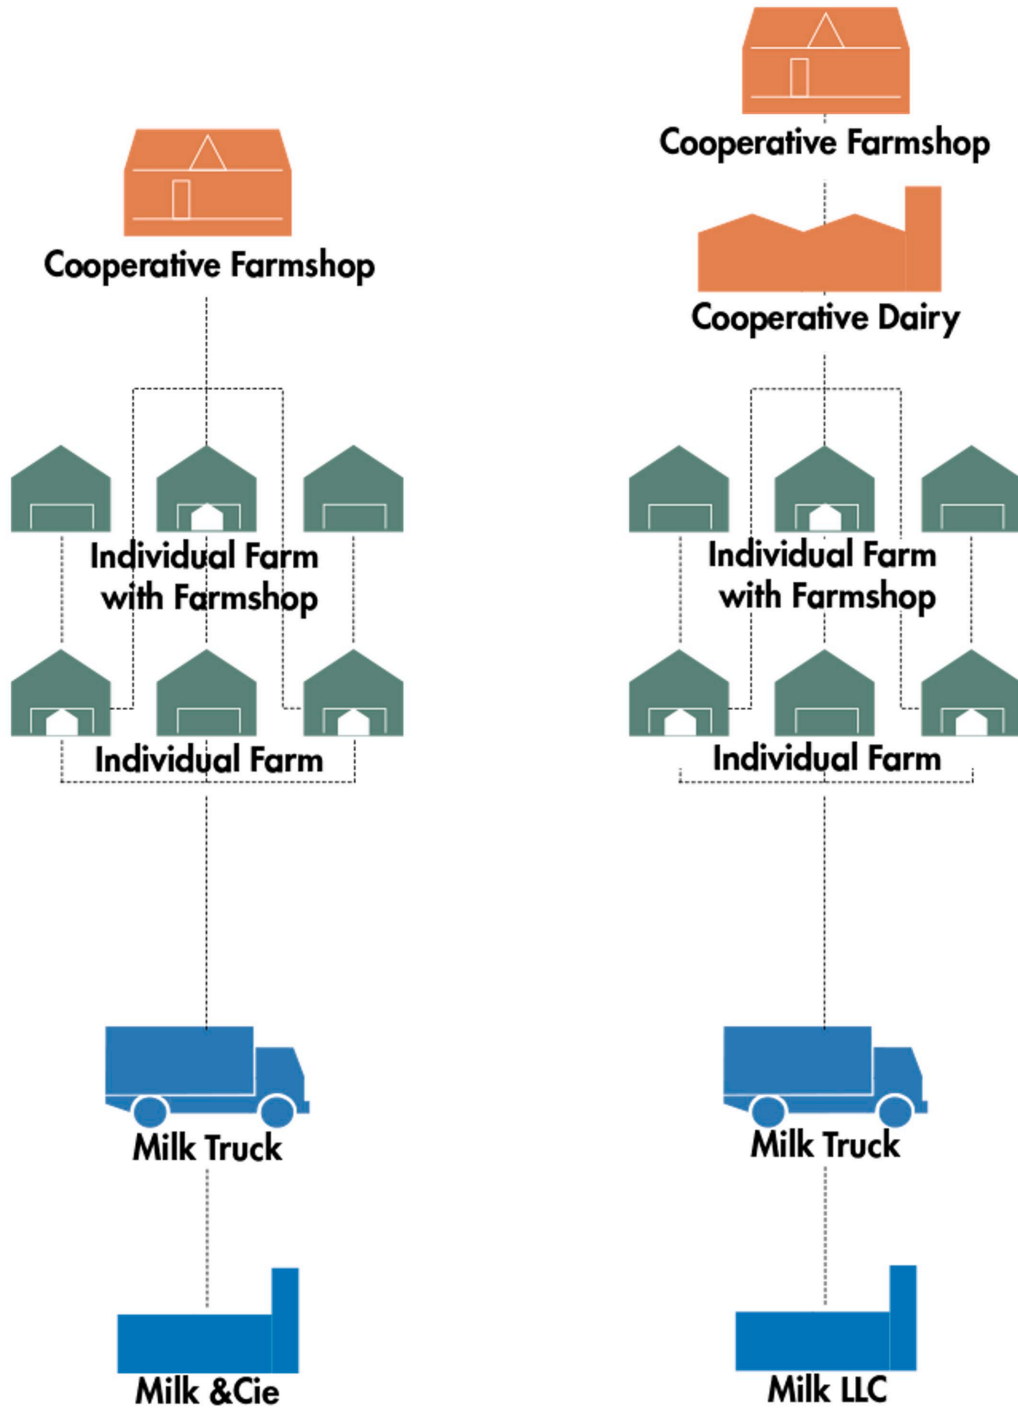 Cooperative Farmshop
Individual Farm
with Farmshop
Individual Farm
Milk Truck
Milk &Cie
Cooperative Farmshop
Cooperative Dairy
Individual Farm
with Farmshop
Individual Farm
Milk Truck
Milk LLC